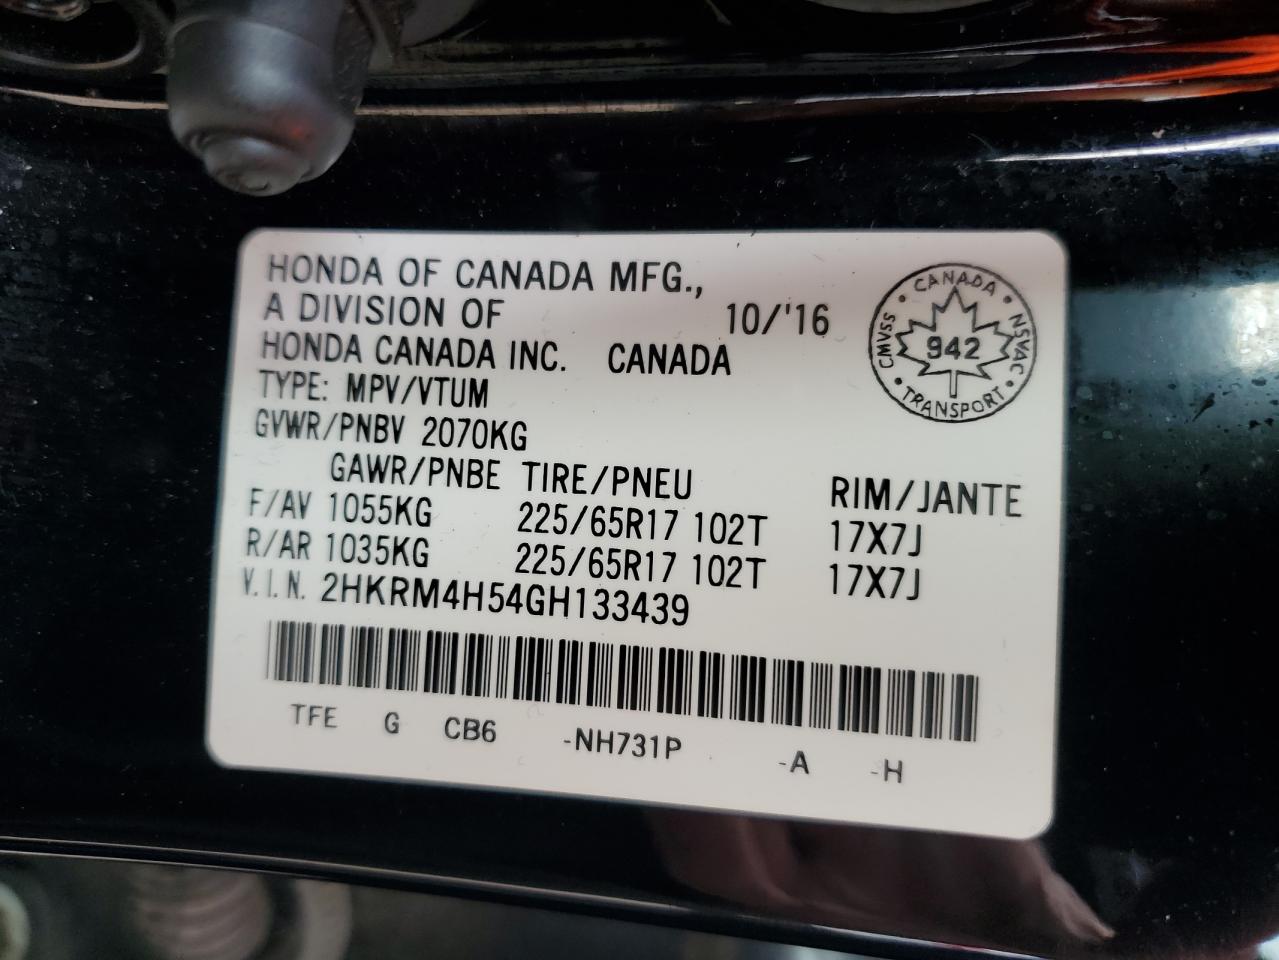 HONDA OF CANADA MFG.,
A DIVISION OF 10/'16
HONDA CANADA INC. CANADA
CANADA
CMVSS 942 NSVAC
TRANSPORT
TYPE: MPV/VTUM
GVWR/PNBV 2070KG
GAWR/PNBE TIRE/PNEU RIM/JANTE
F/AV 1055KG 225/65R17 102T 17X7J
R/AR 1035KG 225/65R17 102T 17X7J
V.I.N. 2HKRM4H54GH133439
TFE G CB6 -NH731P -A -H